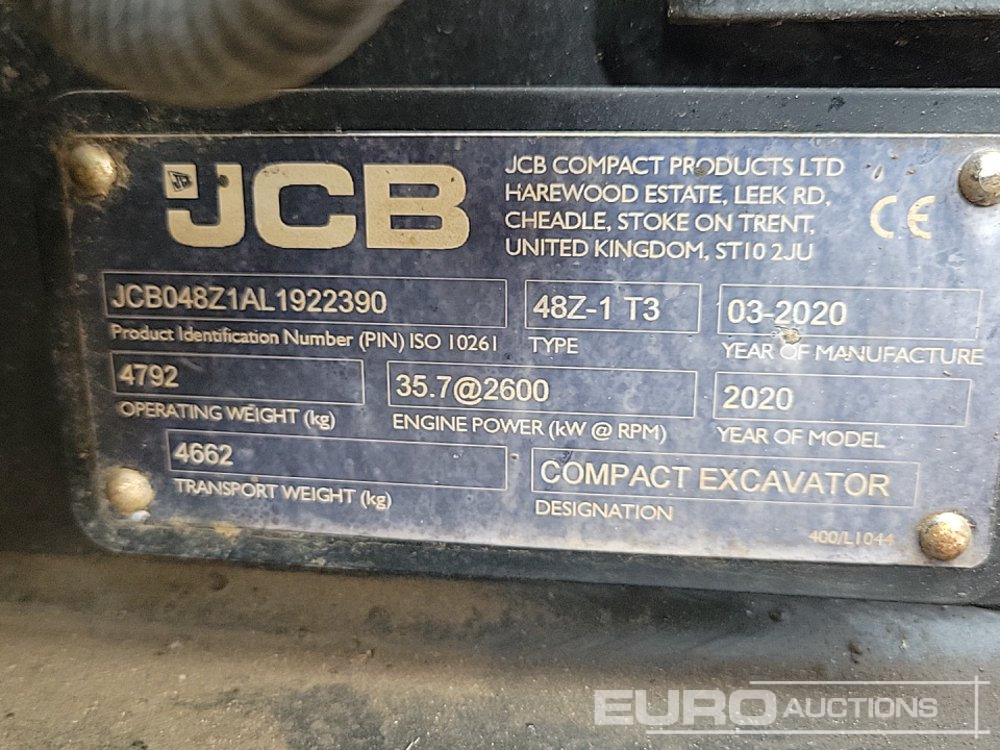 JCB
JCB COMPACT PRODUCTS LTD
HAREWOOD ESTATE, LEEK RD,
CHEADLE, STOKE ON TRENT,
UNITED KINGDOM, ST10 2JU
CE
JCB048Z1AL1922390
Product Identification Number (PIN) ISO 10261
48Z-1 T3
TYPE
03-2020
YEAR OF MANUFACTURE
4792
OPERATING WEIGHT (kg)
35.7@2600
ENGINE POWER (kW @ RPM)
2020
YEAR OF MODEL
4662
TRANSPORT WEIGHT (kg)
COMPACT EXCAVATOR
DESIGNATION
400/L1044
EURO AUCTIONS